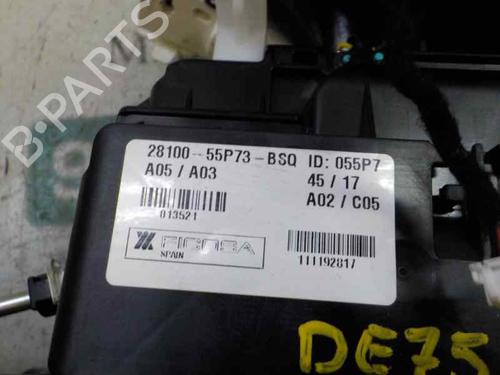 28100-55P73-BSQ ID: 055P7
A05 / A03 45 / 17
A02 / C05
013521
FICOSA
SPAIN
111192817
DE75
B-PARTS